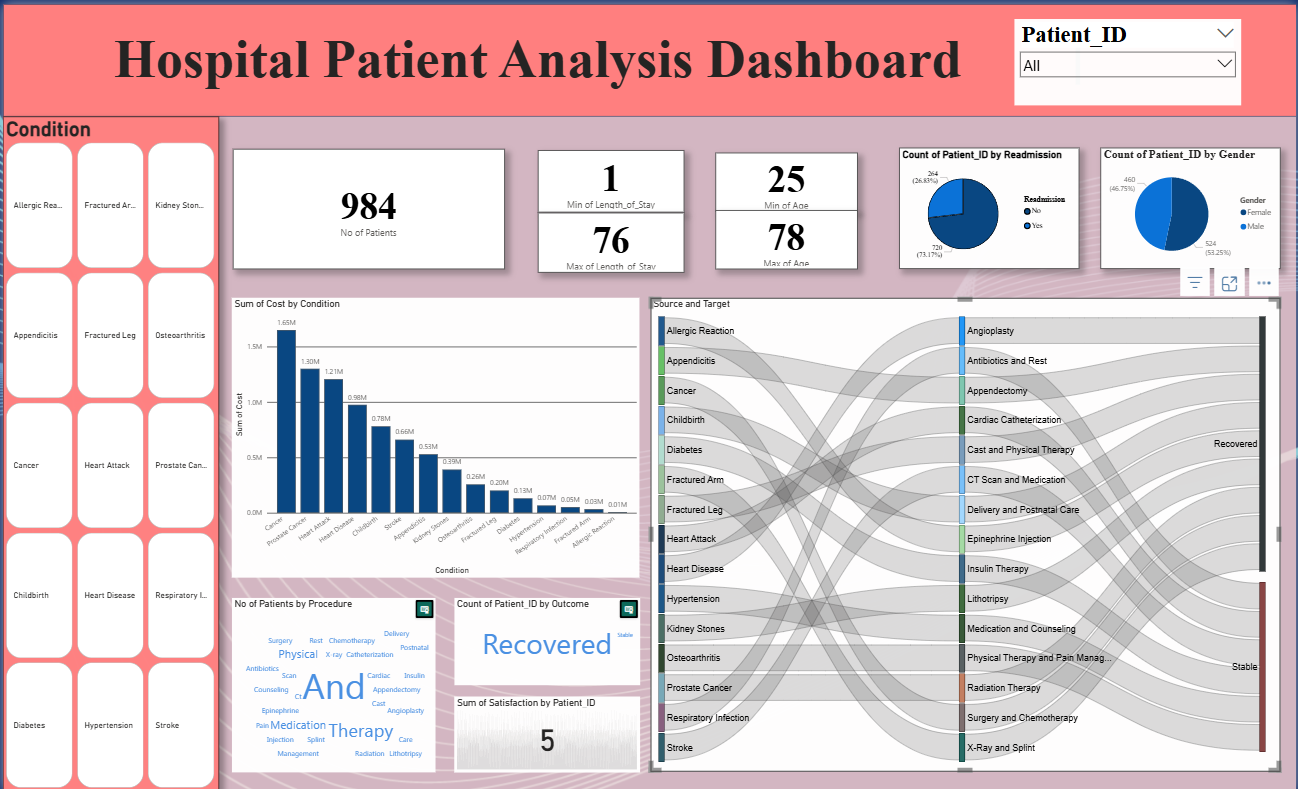 Hospital Patient Analysis Dashboard
Patient_ID
All
Condition
Allergic Rea...
Fractured Ar...
Kidney Ston...
Appendicitis
Fractured Leg
Osteoarthritis
Cancer
Heart Attack
Prostate Can...
Childbirth
Heart Disease
Respiratory I...
Diabetes
Hypertension
Stroke
984
No of Patients
1
Min of Length_of_Stay
76
Max of Length_of_Stay
25
Min of Age
78
Max of Age
Count of Patient_ID by Readmission
264
(26.83%)
720
(73.17%)
Readmission
No
Yes
Count of Patient_ID by Gender
460
(46.75%)
524
(53.25%)
Gender
Female
Male
Sum of Cost by Condition
Sum of Cost
1.5M
1.0M
0.5M
0.0M
1.65M
1.30M
1.21M
0.98M
0.78M
0.66M
0.53M
0.39M
0.26M
0.20M
0.13M
0.07M
0.05M
0.03M
0.01M
Cancer
Prostate Cancer
Heart Attack
Heart Disease
Childbirth
Stroke
Appendicitis
Kidney Stones
Osteoarthritis
Fractured Leg
Diabetes
Hypertension
Respiratory Infection
Fractured Arm
Allergic Reaction
Condition
Source and Target
Allergic Reaction
Appendicitis
Cancer
Childbirth
Diabetes
Fractured Arm
Fractured Leg
Heart Attack
Heart Disease
Hypertension
Kidney Stones
Osteoarthritis
Prostate Cancer
Respiratory Infection
Stroke
Angioplasty
Antibiotics and Rest
Appendectomy
Cardiac Catheterization
Cast and Physical Therapy
CT Scan and Medication
Delivery and Postnatal Care
Epinephrine Injection
Insulin Therapy
Lithotripsy
Medication and Counseling
Physical Therapy and Pain Manag...
Radiation Therapy
Surgery and Chemotherapy
X-Ray and Splint
Recovered
Stable
No of Patients by Procedure
Delivery
Surgery Rest Chemotherapy
Postnatal
Physical X-ray Catheterization
Antibiotics
Scan And Cardiac Insulin
Counseling Ct Appendectomy
Cast
Epinephrine Angioplasty
Pain Medication Therapy
Injection Splint Care
Management Radiation Lithotripsy
Count of Patient_ID by Outcome
Recovered
Stable
Sum of Satisfaction by Patient_ID
5